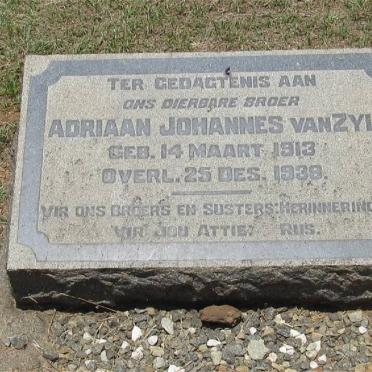 TER GEDAGTENIS AAN
ONS DIERBARE BROER
ADRIAAN JOHANNES VAN ZYL
GEB. 14 MAART 1913
OVERL. 25 DES. 1939.
VIR ONS BROERS EN SUSTERS: HERINNERING
VIR JOU ATTIE: RUS.